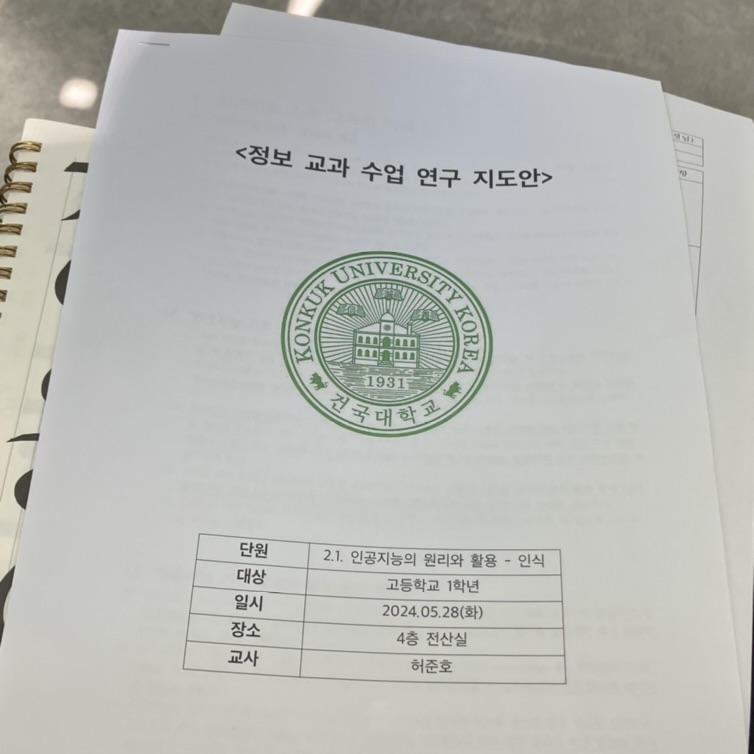 <정보 교과 수업 연구 지도안>
KONKUK UNIVERSITY KOREA
1931
건국대학교
단원 2.1. 인공지능의 원리와 활용 - 인식
대상 고등학교 1학년
일시 2024.05.28(화)
장소 4층 전산실
교사 허준호